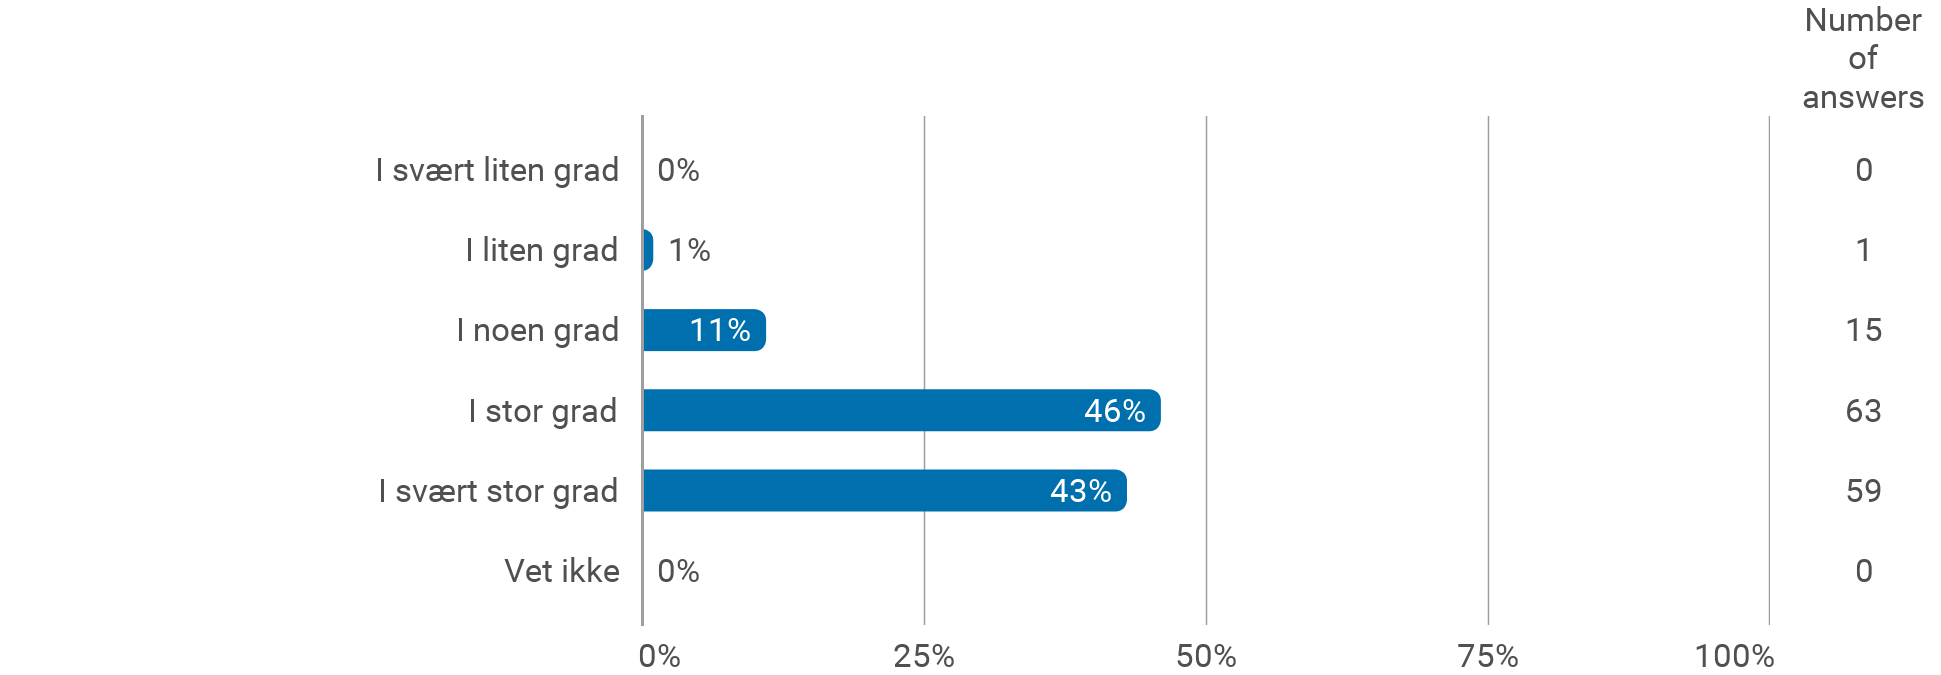 Number
of
answers
I svært liten grad 0% 0
I liten grad 1% 1
I noen grad 11% 15
I stor grad 46% 63
I svært stor grad 43% 59
Vet ikke 0% 0
0% 25% 50% 75% 100%